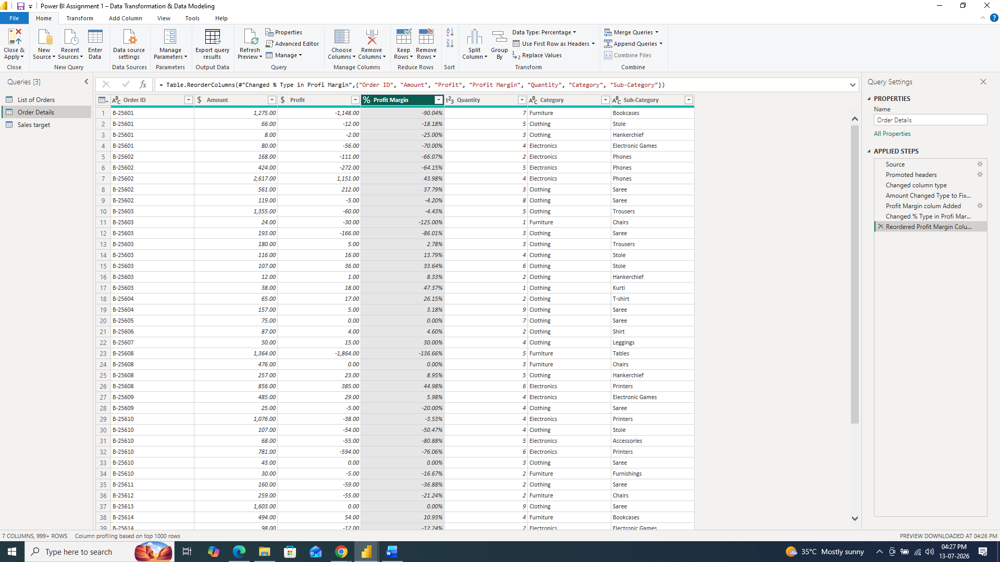 Power BI Assignment 1 – Data Transformation & Data Modeling
File Home Transform Add Column View Tools Help
Close & Apply
New Source
Recent Sources
Enter Data
Data source settings
Manage Parameters
Export query results
Refresh Preview
Properties
Advanced Editor
Manage
Choose Columns
Remove Columns
Keep Rows
Remove Rows
Split Column
Group By
Data Type: Percentage
Use First Row as Headers
Replace Values
Merge Queries
Append Queries
Combine Files
Close New Query Data Sources Parameters Output Data Query Manage Columns Reduce Rows Sort Transform Combine
Queries [3]
List of Orders
Order Details
Sales target
= Table.ReorderColumns(#"Changed % Type in Profi Margin",{"Order ID", "Amount", "Profit", "Profit Margin", "Quantity", "Category", "Sub-Category"})
Order ID $ Amount $ Profit % Profit Margin 123 Quantity ABC Category ABC Sub-Category
1 B-25601 1,275.00 -1,148.00 -90.04% 7 Furniture Bookcases
2 B-25601 66.00 -12.00 -18.18% 5 Clothing Stole
3 B-25601 8.00 -2.00 -25.00% 3 Clothing Hankerchief
4 B-25601 80.00 -56.00 -70.00% 4 Electronics Electronic Games
5 B-25602 168.00 -111.00 -66.07% 2 Electronics Phones
6 B-25602 424.00 -272.00 -64.15% 5 Electronics Phones
7 B-25602 2,617.00 1,151.00 43.98% 4 Electronics Phones
8 B-25602 561.00 212.00 37.79% 3 Clothing Saree
9 B-25602 119.00 -5.00 -4.20% 8 Clothing Saree
10 B-25603 1,355.00 -60.00 -4.43% 5 Clothing Trousers
11 B-25603 24.00 -30.00 -125.00% 1 Furniture Chairs
12 B-25603 193.00 -166.00 -86.01% 3 Clothing Saree
13 B-25603 180.00 5.00 2.78% 3 Clothing Trousers
14 B-25603 116.00 16.00 13.79% 4 Clothing Stole
15 B-25603 107.00 36.00 33.64% 6 Clothing Stole
16 B-25603 12.00 1.00 8.33% 2 Clothing Hankerchief
17 B-25603 38.00 18.00 47.37% 1 Clothing Kurti
18 B-25604 65.00 17.00 26.15% 2 Clothing T-shirt
19 B-25604 157.00 5.00 3.18% 9 Clothing Saree
20 B-25605 75.00 0.00 0.00% 7 Clothing Saree
21 B-25606 87.00 4.00 4.60% 2 Clothing Shirt
22 B-25607 50.00 15.00 30.00% 4 Clothing Leggings
23 B-25608 1,364.00 -1,864.00 -136.66% 5 Furniture Tables
24 B-25608 476.00 0.00 0.00% 3 Furniture Chairs
25 B-25608 257.00 23.00 8.95% 5 Clothing Hankerchief
26 B-25608 856.00 385.00 44.98% 6 Electronics Printers
27 B-25609 485.00 29.00 5.98% 4 Electronics Electronic Games
28 B-25609 25.00 -5.00 -20.00% 4 Clothing Saree
29 B-25610 1,076.00 -38.00 -3.53% 4 Electronics Printers
30 B-25610 107.00 -54.00 -50.47% 4 Clothing Stole
31 B-25610 68.00 -55.00 -80.88% 5 Electronics Accessories
32 B-25610 781.00 -594.00 -76.06% 6 Electronics Printers
33 B-25610 43.00 0.00 0.00% 3 Clothing Saree
34 B-25610 30.00 -5.00 -16.67% 2 Furniture Furnishings
35 B-25611 160.00 -59.00 -36.88% 2 Clothing Saree
36 B-25612 259.00 -55.00 -21.24% 2 Furniture Chairs
37 B-25613 1,603.00 0.00 0.00% 9 Clothing Saree
38 B-25614 494.00 54.00 10.93% 4 Furniture Bookcases
39 B-25614 98.00 -12.00 -12.24% 2 Electronics Electronic Games
Query Settings
PROPERTIES
Name
Order Details
All Properties
APPLIED STEPS
Source
Promoted headers
Changed column type
Amount Changed Type to Fix...
Profit Margin colum Added
Changed % Type in Profi Mar...
Reordered Profit Margin Colu...
7 COLUMNS, 999+ ROWS Column profiling based on top 1000 rows
PREVIEW DOWNLOADED AT 04:26 PM
Type here to search
35°C Mostly sunny
04:27 PM
13-07-2026